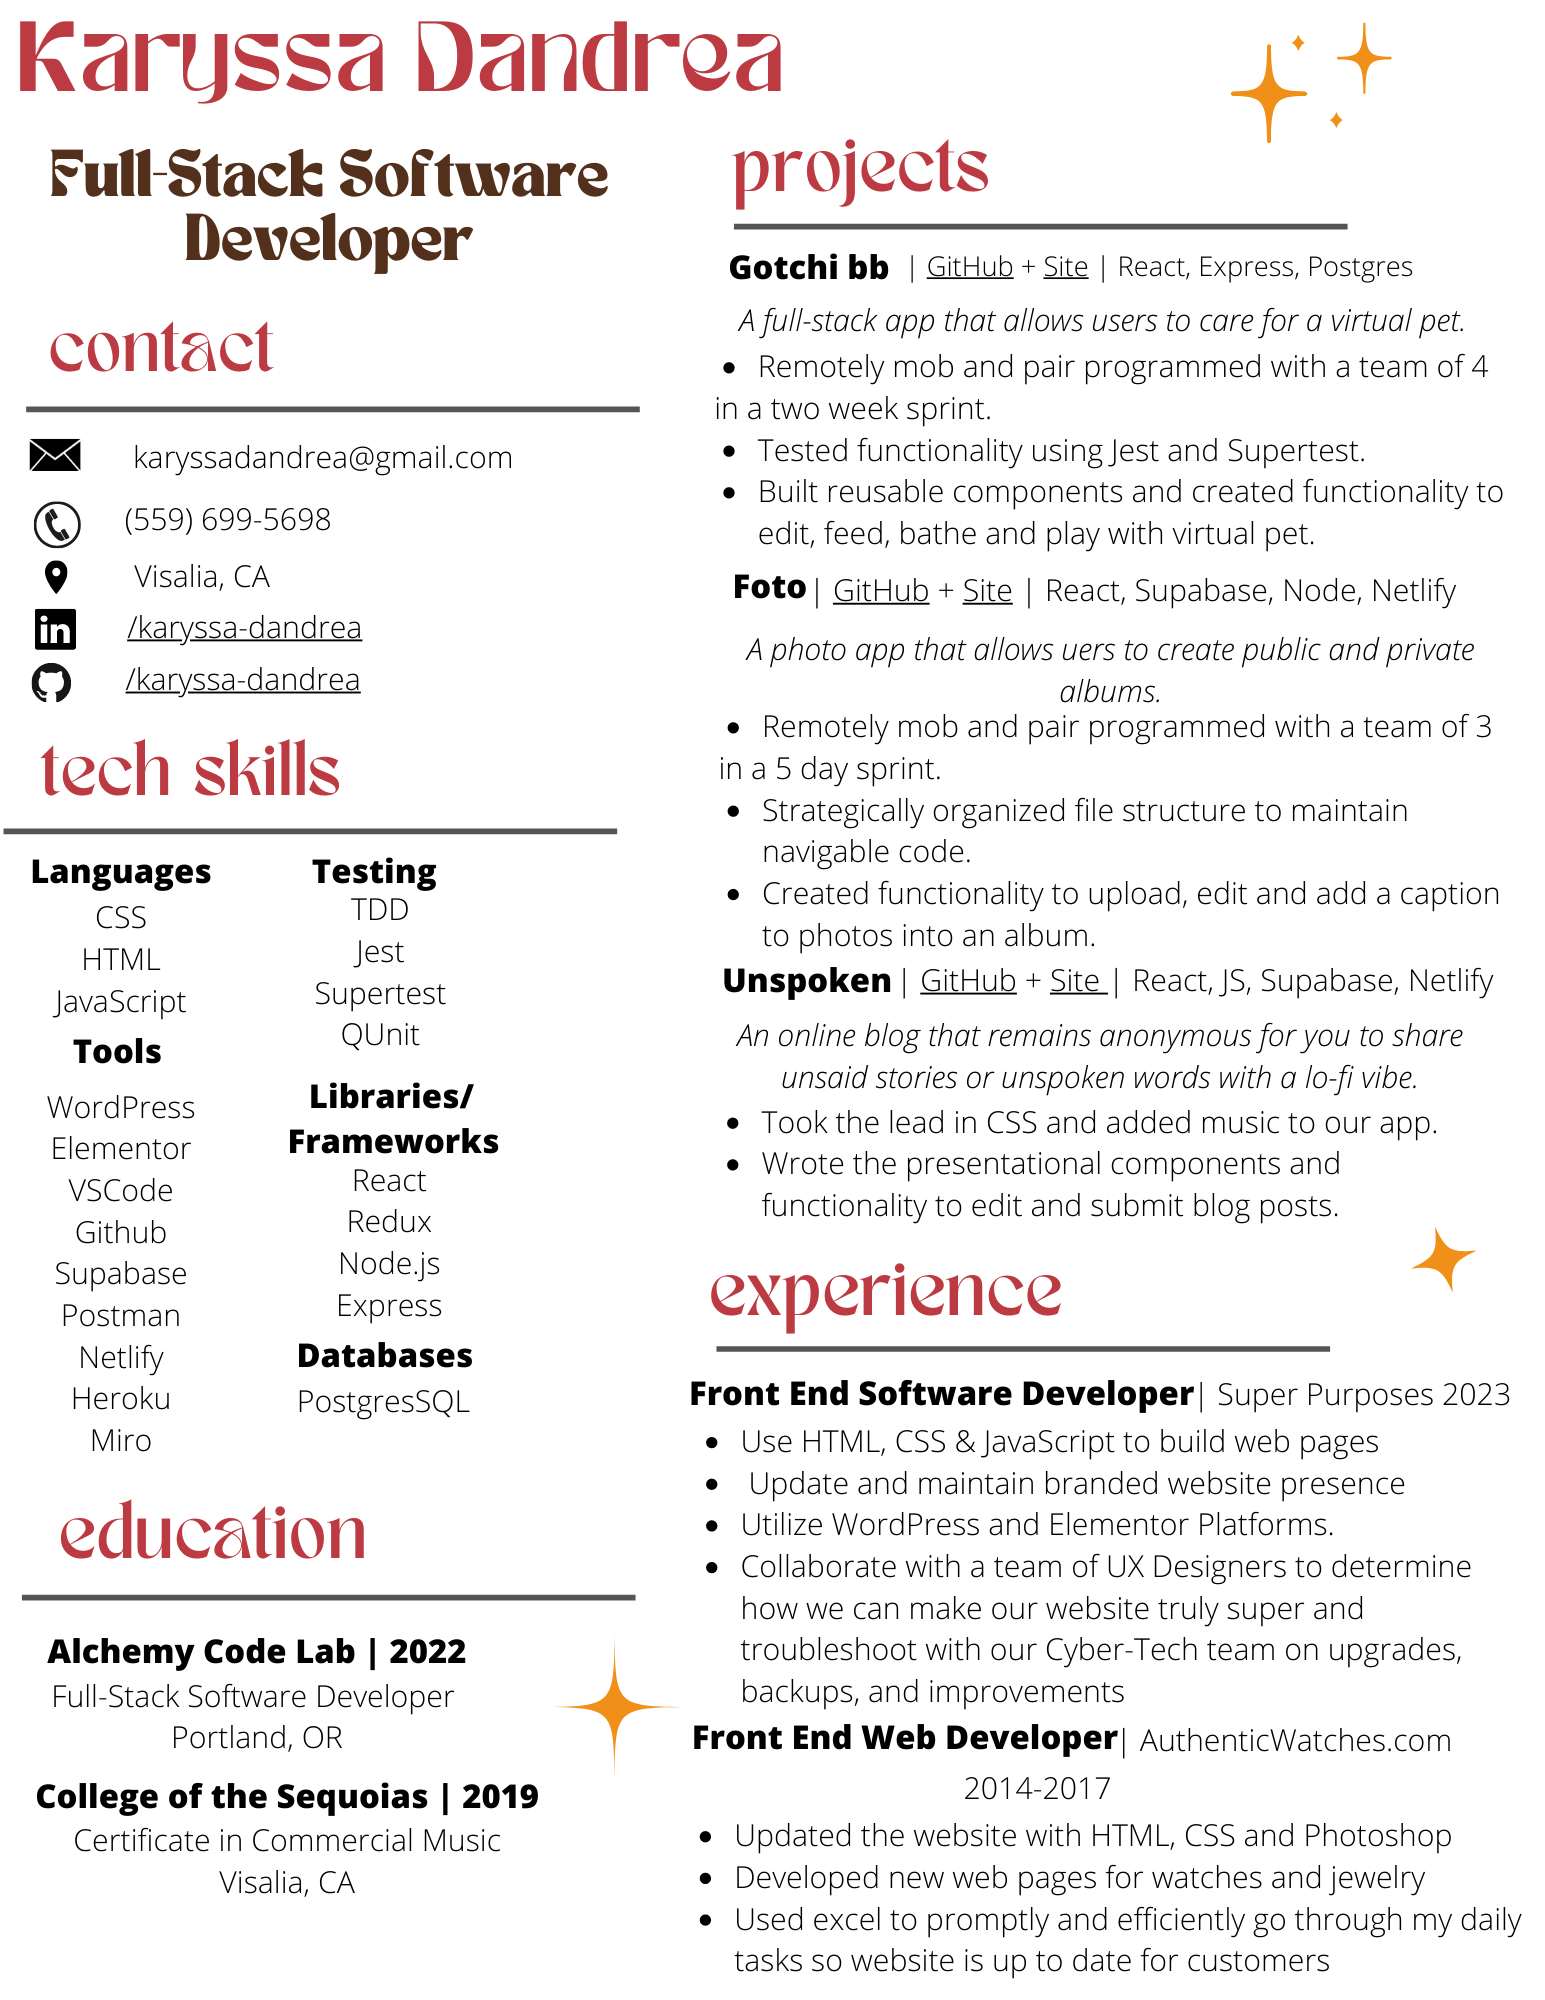 Karyssa Dandrea
Full-Stack Software
Developer
contact
karyssadandrea@gmail.com
(559) 699-5698
Visalia, CA
/karyssa-dandrea
/karyssa-dandrea
tech skills
Languages
CSS
HTML
JavaScript
Tools
WordPress
Elementor
VSCode
Github
Supabase
Postman
Netlify
Heroku
Miro
Testing
TDD
Jest
Supertest
QUnit
Libraries/
Frameworks
React
Redux
Node.js
Express
Databases
PostgresSQL
education
Alchemy Code Lab | 2022
Full-Stack Software Developer
Portland, OR
College of the Sequoias | 2019
Certificate in Commercial Music
Visalia, CA
projects
Gotchi bb | GitHub + Site | React, Express, Postgres
A full-stack app that allows users to care for a virtual pet.
• Remotely mob and pair programmed with a team of 4
in a two week sprint.
• Tested functionality using Jest and Supertest.
• Built reusable components and created functionality to
edit, feed, bathe and play with virtual pet.
Foto | GitHub + Site | React, Supabase, Node, Netlify
A photo app that allows uers to create public and private
albums.
• Remotely mob and pair programmed with a team of 3
in a 5 day sprint.
• Strategically organized file structure to maintain
navigable code.
• Created functionality to upload, edit and add a caption
to photos into an album.
Unspoken | GitHub + Site | React, JS, Supabase, Netlify
An online blog that remains anonymous for you to share
unsaid stories or unspoken words with a lo-fi vibe.
• Took the lead in CSS and added music to our app.
• Wrote the presentational components and
functionality to edit and submit blog posts.
experience
Front End Software Developer| Super Purposes 2023
• Use HTML, CSS & JavaScript to build web pages
• Update and maintain branded website presence
• Utilize WordPress and Elementor Platforms.
• Collaborate with a team of UX Designers to determine
how we can make our website truly super and
troubleshoot with our Cyber-Tech team on upgrades,
backups, and improvements
Front End Web Developer| AuthenticWatches.com
2014-2017
• Updated the website with HTML, CSS and Photoshop
• Developed new web pages for watches and jewelry
• Used excel to promptly and efficiently go through my daily
tasks so website is up to date for customers